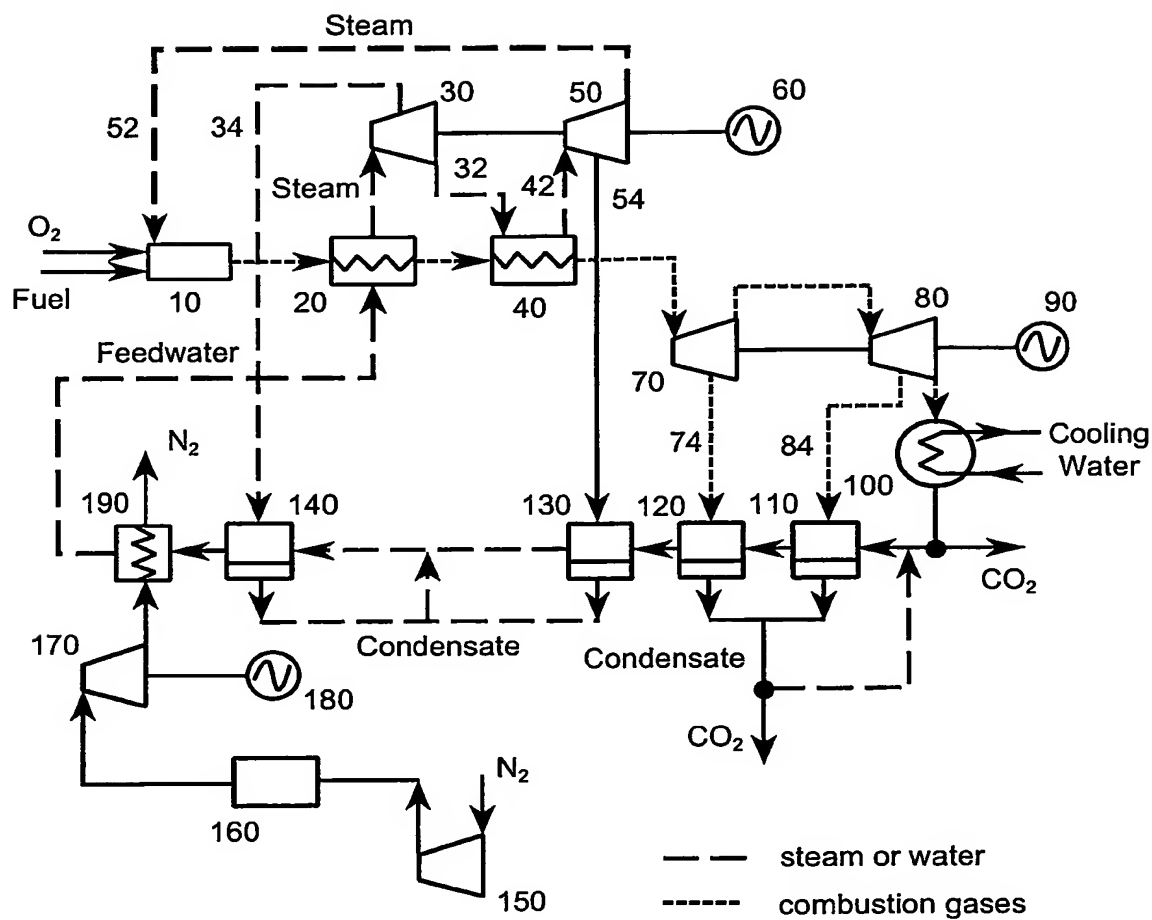 Steam
30
50
60
52
34
32
Steam
42
54
O₂
Fuel
10
20
40
80
90
Feedwater
70
N₂
74
84
Cooling
Water
100
190
140
130
120
110
CO₂
Condensate
Condensate
170
180
CO₂
N₂
160
150
steam or water
combustion gases